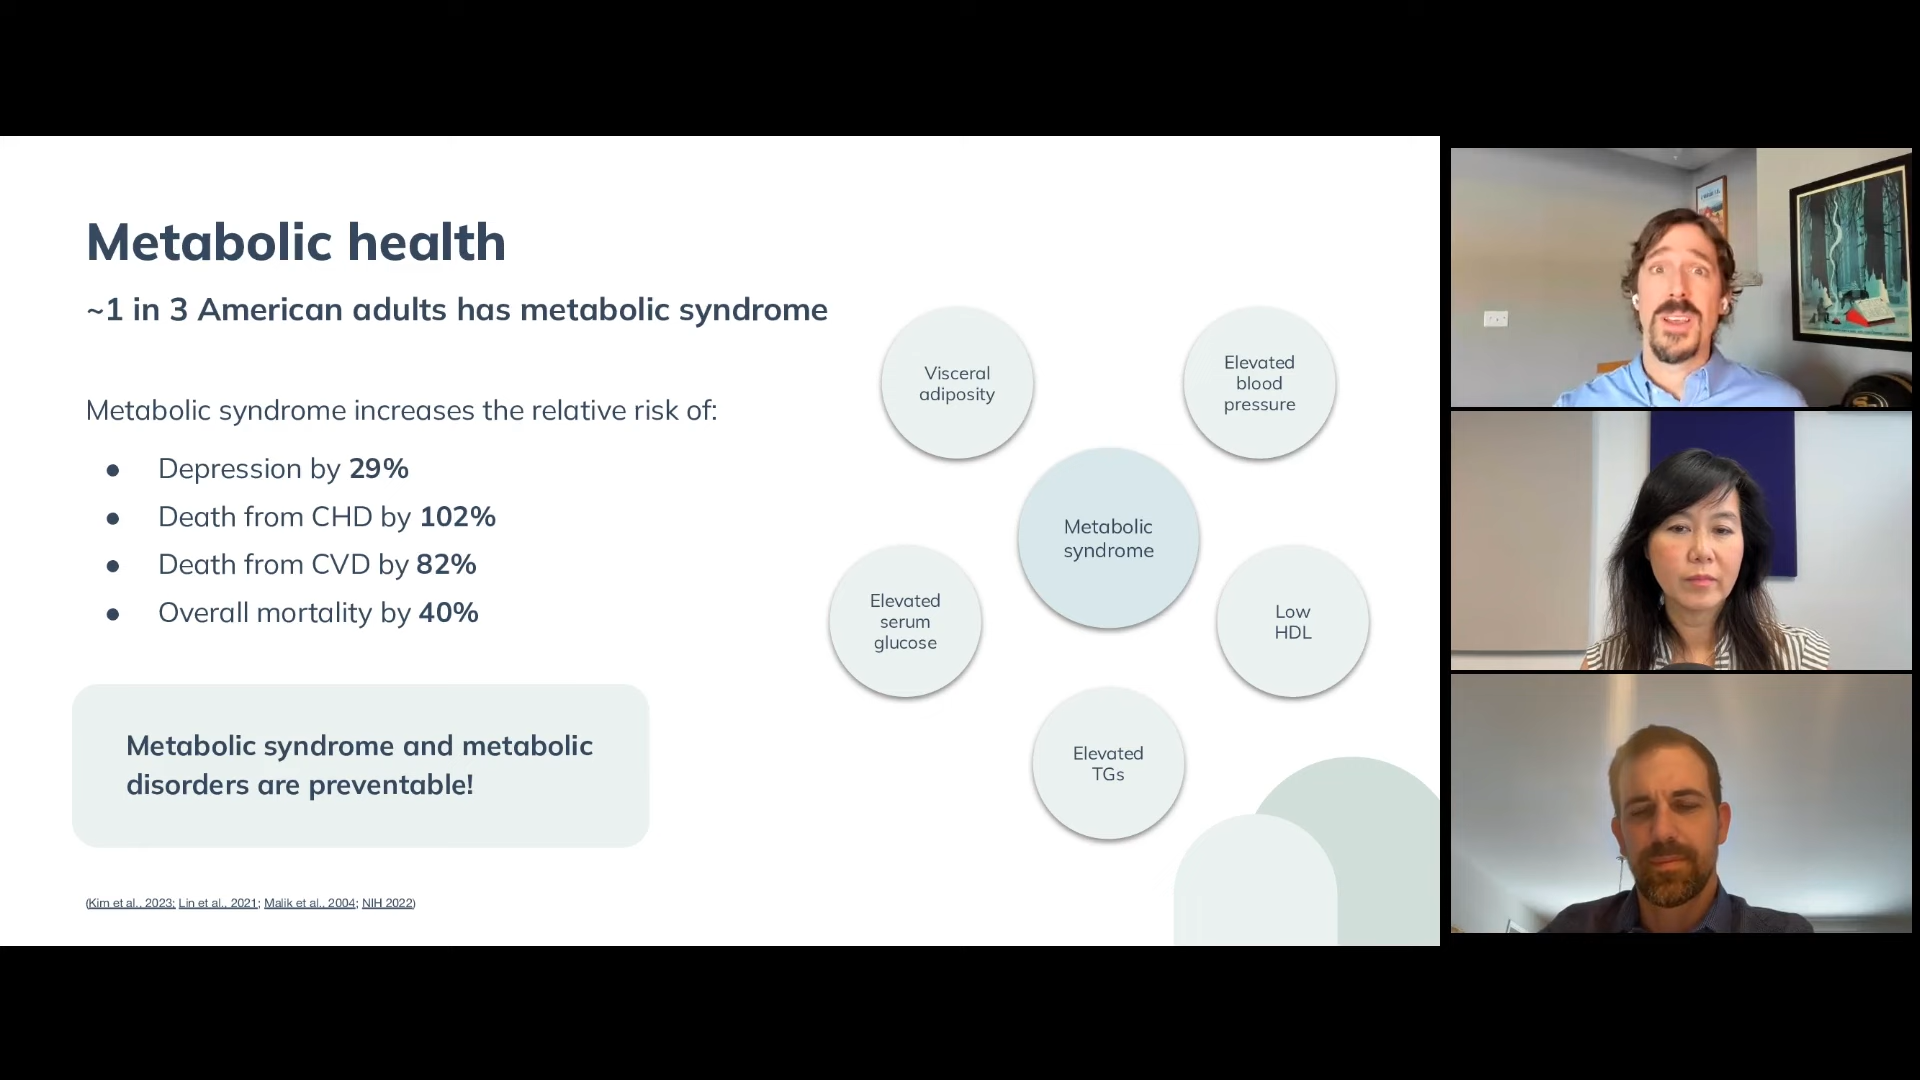 Metabolic health
~1 in 3 American adults has metabolic syndrome
Metabolic syndrome increases the relative risk of:
● Depression by 29%
● Death from CHD by 102%
● Death from CVD by 82%
● Overall mortality by 40%
Metabolic syndrome and metabolic
disorders are preventable!
(Kim et al., 2023; Lin et al., 2021; Malik et al., 2004; NIH 2022)
Visceral
adiposity
Elevated
blood
pressure
Metabolic
syndrome
Elevated
serum
glucose
Low
HDL
Elevated
TGs